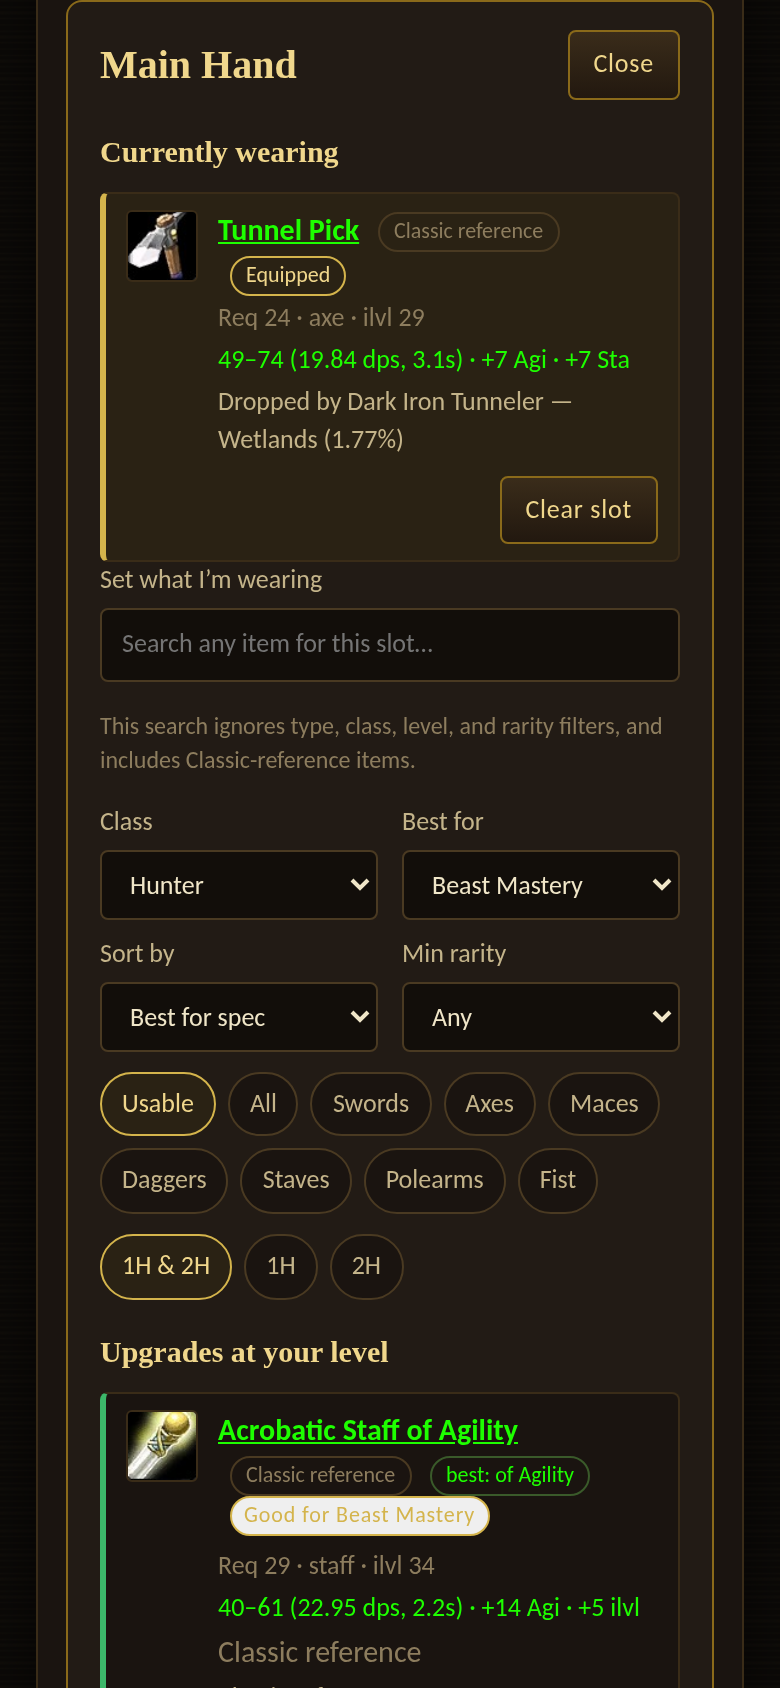 Main Hand
Close
Currently wearing
Tunnel Pick
Classic reference
Equipped
Req 24 · axe · ilvl 29
49–74 (19.84 dps, 3.1s) · +7 Agi · +7 Sta
Dropped by Dark Iron Tunneler —
Wetlands (1.77%)
Clear slot
Set what I’m wearing
Search any item for this slot…
This search ignores type, class, level, and rarity filters, and
includes Classic-reference items.
Class
Best for
Hunter
Beast Mastery
Sort by
Min rarity
Best for spec
Any
Usable
All
Swords
Axes
Maces
Daggers
Staves
Polearms
Fist
1H & 2H
1H
2H
Upgrades at your level
Acrobatic Staff of Agility
Classic reference
best: of Agility
Good for Beast Mastery
Req 29 · staff · ilvl 34
40–61 (22.95 dps, 2.2s) · +14 Agi · +5 ilvl
Classic reference